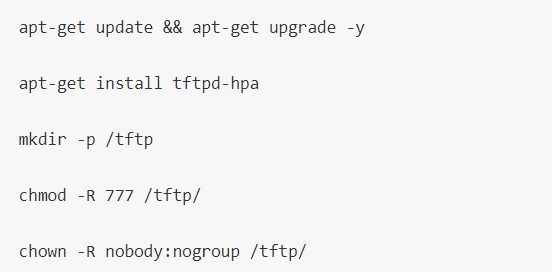 apt-get update && apt-get upgrade -y
apt-get install tftpd-hpa
mkdir -p /tftp
chmod -R 777 /tftp/
chown -R nobody:nogroup /tftp/